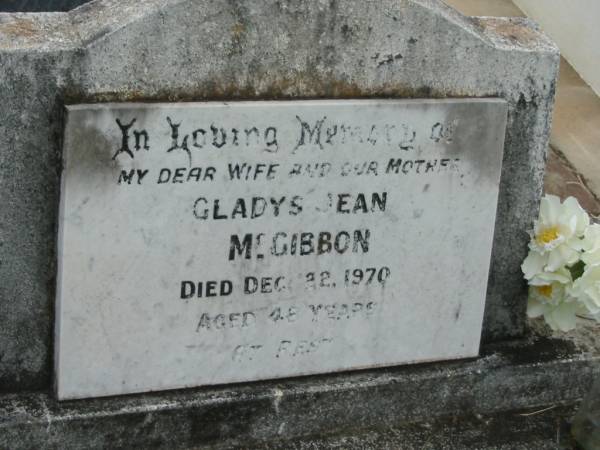 In Loving Memory of
MY DEAR WIFE AND OUR MOTHER
GLADYS JEAN
McGIBBON
DIED DEC. 22, 1970
AGED 48 YEARS
AT REST